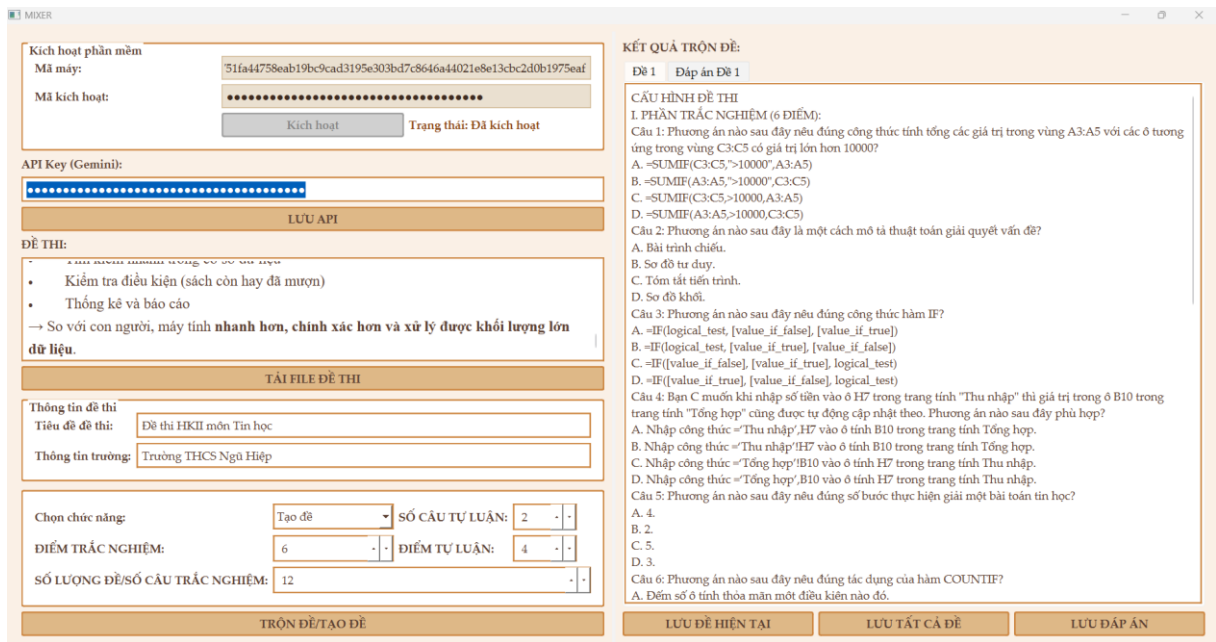 MIXER
Kích hoạt phần mềm
Mã máy:
51fa44758eab19bc9cad3195e303bd7c8646a44021e8e13cbc2d0b1975eaf
Mã kích hoạt:
Kích hoạt
Trạng thái: Đã kích hoạt
API Key (Gemini):
LƯU API
ĐỀ THI:
• Tìm kiếm nhanh trong cơ sở dữ liệu
• Kiểm tra điều kiện (sách còn hay đã mượn)
• Thống kê và báo cáo
→ So với con người, máy tính nhanh hơn, chính xác hơn và xử lý được khối lượng lớn
dữ liệu.
TẢI FILE ĐỀ THI
Thông tin đề thi
Tiêu đề đề thi:
Đề thi HKII môn Tin học
Thông tin trường:
Trường THCS Ngũ Hiệp
Chọn chức năng:
Tạo đề
SỐ CÂU TỰ LUẬN:
2
ĐIỂM TRẮC NGHIỆM:
6
ĐIỂM TỰ LUẬN:
4
SỐ LƯỢNG ĐỀ/SỐ CÂU TRẮC NGHIỆM:
12
TRỘN ĐỀ/TẠO ĐỀ
KẾT QUẢ TRỘN ĐỀ:
Đề 1
Đáp án Đề 1
CẤU HÌNH ĐỀ THI
I. PHẦN TRẮC NGHIỆM (6 ĐIỂM):
Câu 1: Phương án nào sau đây nêu đúng công thức tính tổng các giá trị trong vùng A3:A5 với các ô tương
ứng trong vùng C3:C5 có giá trị lớn hơn 10000?
A. =SUMIF(C3:C5,">10000",A3:A5)
B. =SUMIF(A3:A5,">10000",C3:C5)
C. =SUMIF(C3:C5,>10000,A3:A5)
D. =SUMIF(A3:A5,>10000,C3:C5)
Câu 2: Phương án nào sau đây là một cách mô tả thuật toán giải quyết vấn đề?
A. Bài trình chiếu.
B. Sơ đồ tư duy.
C. Tóm tắt tiến trình.
D. Sơ đồ khối.
Câu 3: Phương án nào sau đây nêu đúng công thức hàm IF?
A. =IF(logical_test, [value_if_false], [value_if_true])
B. =IF(logical_test, [value_if_true], [value_if_false])
C. =IF([value_if_false], [value_if_true], logical_test)
D. =IF([value_if_true], [value_if_false], logical_test)
Câu 4: Bạn C muốn khi nhập số tiền vào ô H7 trong trang tính "Thu nhập" thì giá trị trong ô B10 trong
trang tính "Tổng hợp" cũng được tự động cập nhật theo. Phương án nào sau đây phù hợp?
A. Nhập công thức ='Thu nhập',H7 vào ô tính B10 trong trang tính Tổng hợp.
B. Nhập công thức ='Thu nhập'!H7 vào ô tính B10 trong trang tính Tổng hợp.
C. Nhập công thức ='Tổng hợp'!B10 vào ô tính H7 trong trang tính Thu nhập.
D. Nhập công thức ='Tổng hợp',B10 vào ô tính H7 trong trang tính Thu nhập.
Câu 5: Phương án nào sau đây nêu đúng số bước thực hiện giải một bài toán tin học?
A. 4.
B. 2.
C. 5.
D. 3.
Câu 6: Phương án nào sau đây nêu đúng tác dụng của hàm COUNTIF?
A. Đếm số ô tính thỏa mãn một điều kiện nào đó.
LƯU ĐỀ HIỆN TẠI
LƯU TẤT CẢ ĐỀ
LƯU ĐÁP ÁN